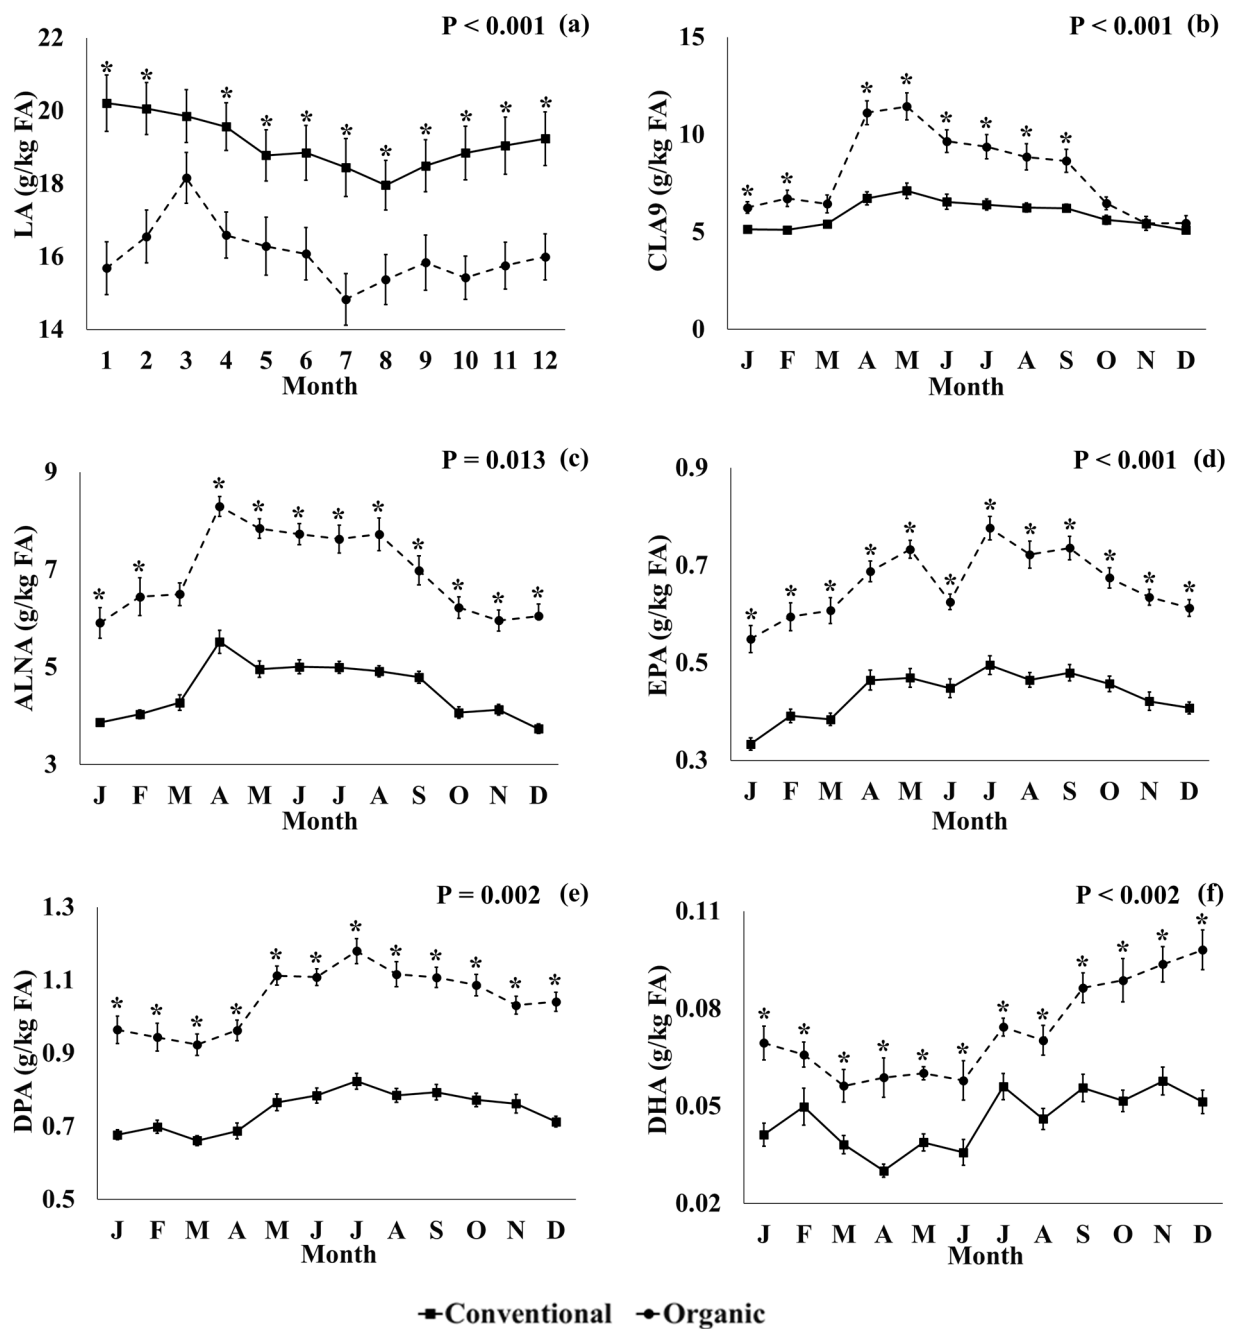 P < 0.001 (a)
22
20
18
16
14
LA (g/kg FA)
* * * * * * * * * * *
1 2 3 4 5 6 7 8 9 10 11 12
Month
P < 0.001 (b)
15
10
5
0
CLA9 (g/kg FA)
* * * * * * * *
J F M A M J J A S O N D
Month
P = 0.013 (c)
9
7
5
3
ALNA (g/kg FA)
* * * * * * * * * * *
J F M A M J J A S O N D
Month
P < 0.001 (d)
0.9
0.7
0.5
0.3
EPA (g/kg FA)
* * * * * * * * * * * *
J F M A M J J A S O N D
Month
P = 0.002 (e)
1.3
1.1
0.9
0.7
0.5
DPA (g/kg FA)
* * * * * * * * * * * *
J F M A M J J A S O N D
Month
P < 0.002 (f)
0.11
0.08
0.05
0.02
DHA (g/kg FA)
* * * * * * * * * * * *
J F M A M J J A S O N D
Month
Conventional Organic